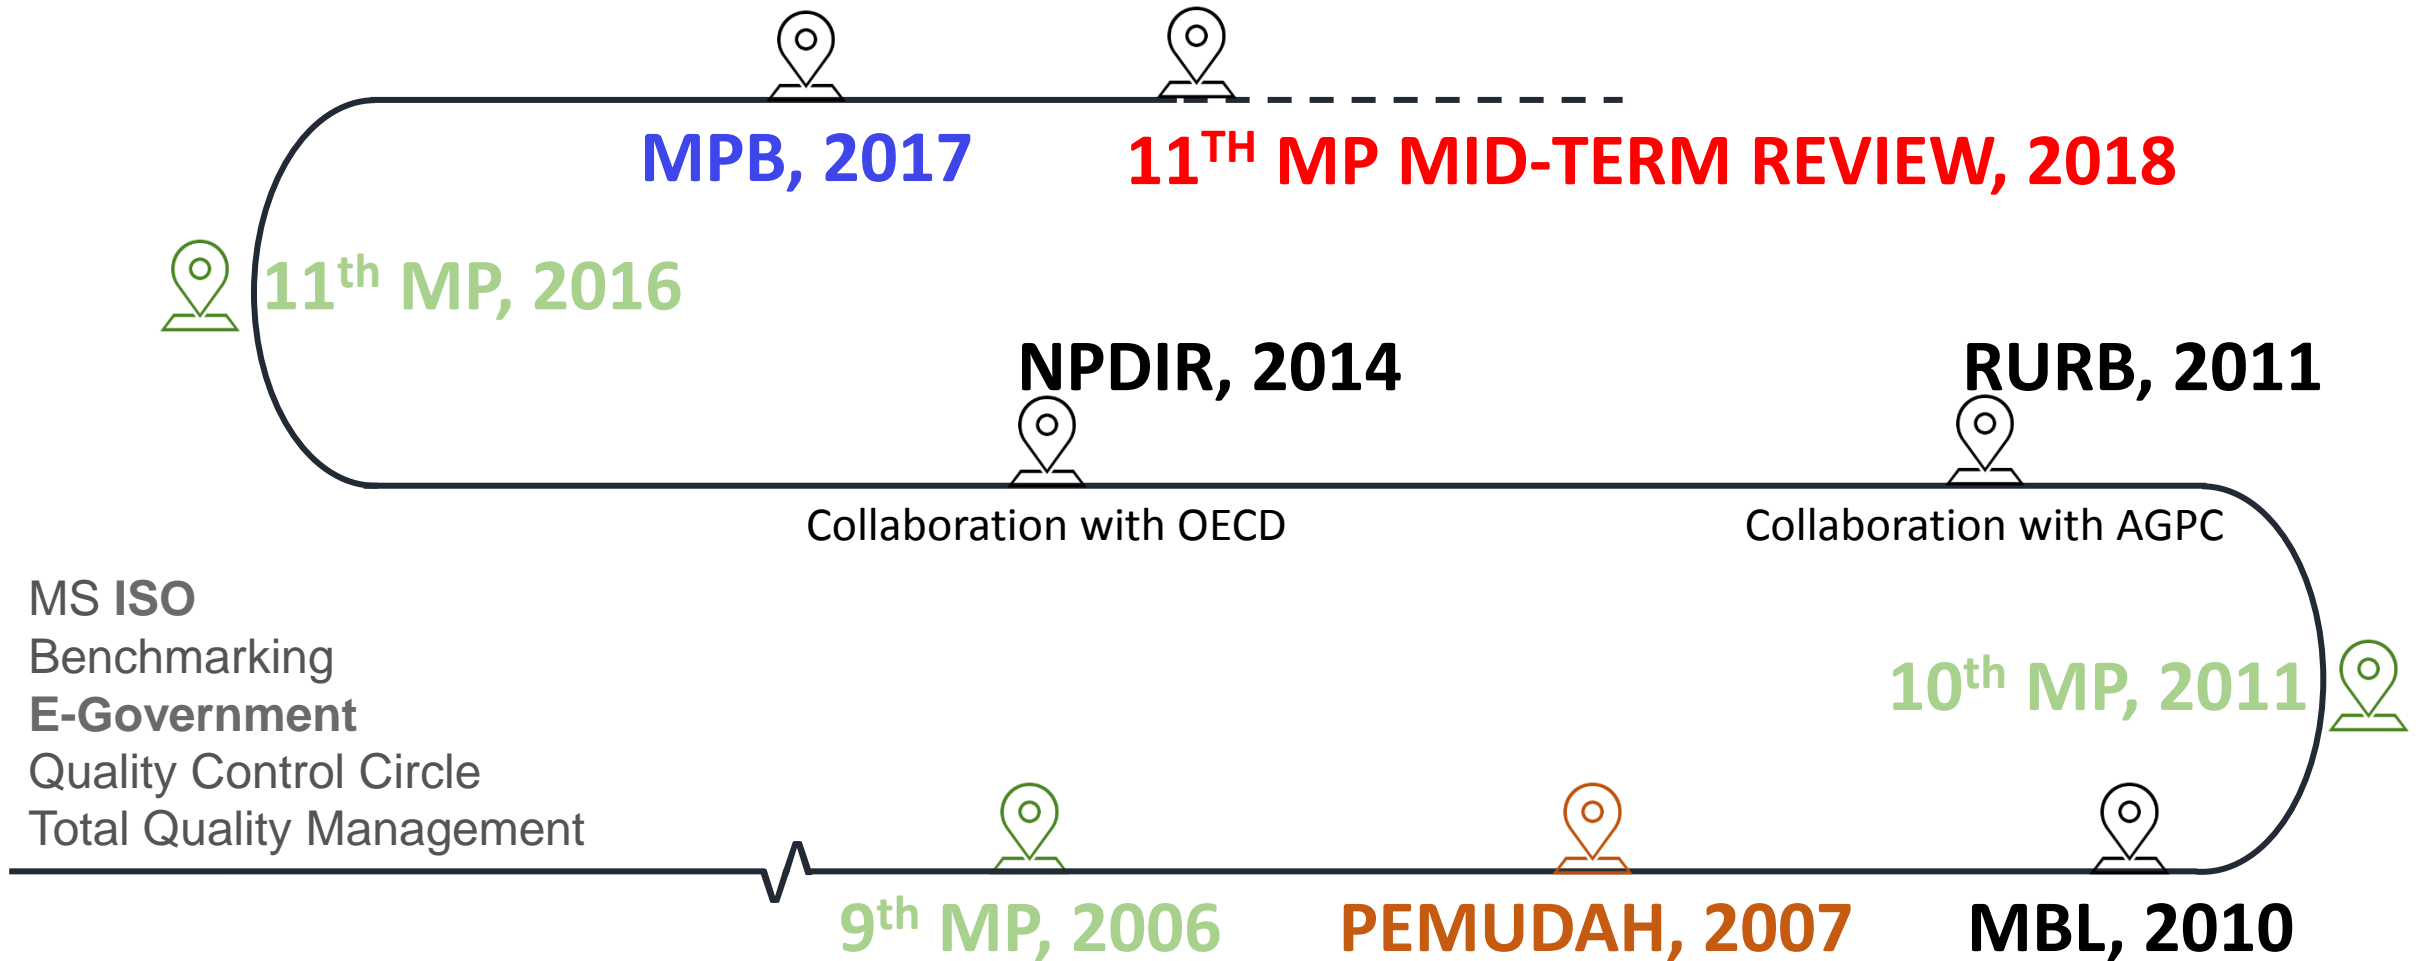 MPB, 2017
11TH MP MID-TERM REVIEW, 2018
11th MP, 2016
NPDIR, 2014
RURB, 2011
Collaboration with OECD
Collaboration with AGPC
MS ISO
Benchmarking
E-Government
Quality Control Circle
Total Quality Management
10th MP, 2011
9th MP, 2006
PEMUDAH, 2007
MBL, 2010